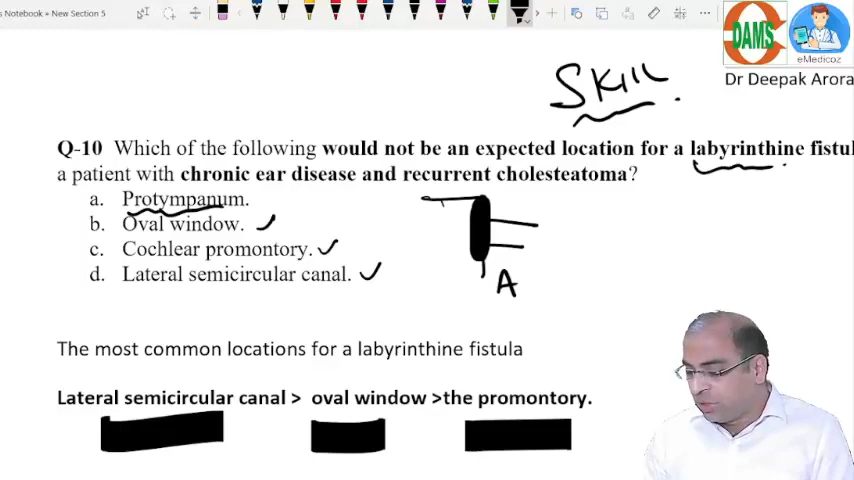 s Notebook » New Section 5
DAMS
eMedicoz
Dr Deepak Arora
Skill.
Q-10 Which of the following would not be an expected location for a labyrinthine fistul
a patient with chronic ear disease and recurrent cholesteatoma?
a. Protympanum.
b. Oval window.
c. Cochlear promontory.
d. Lateral semicircular canal.
A
The most common locations for a labyrinthine fistula
Lateral semicircular canal > oval window >the promontory.